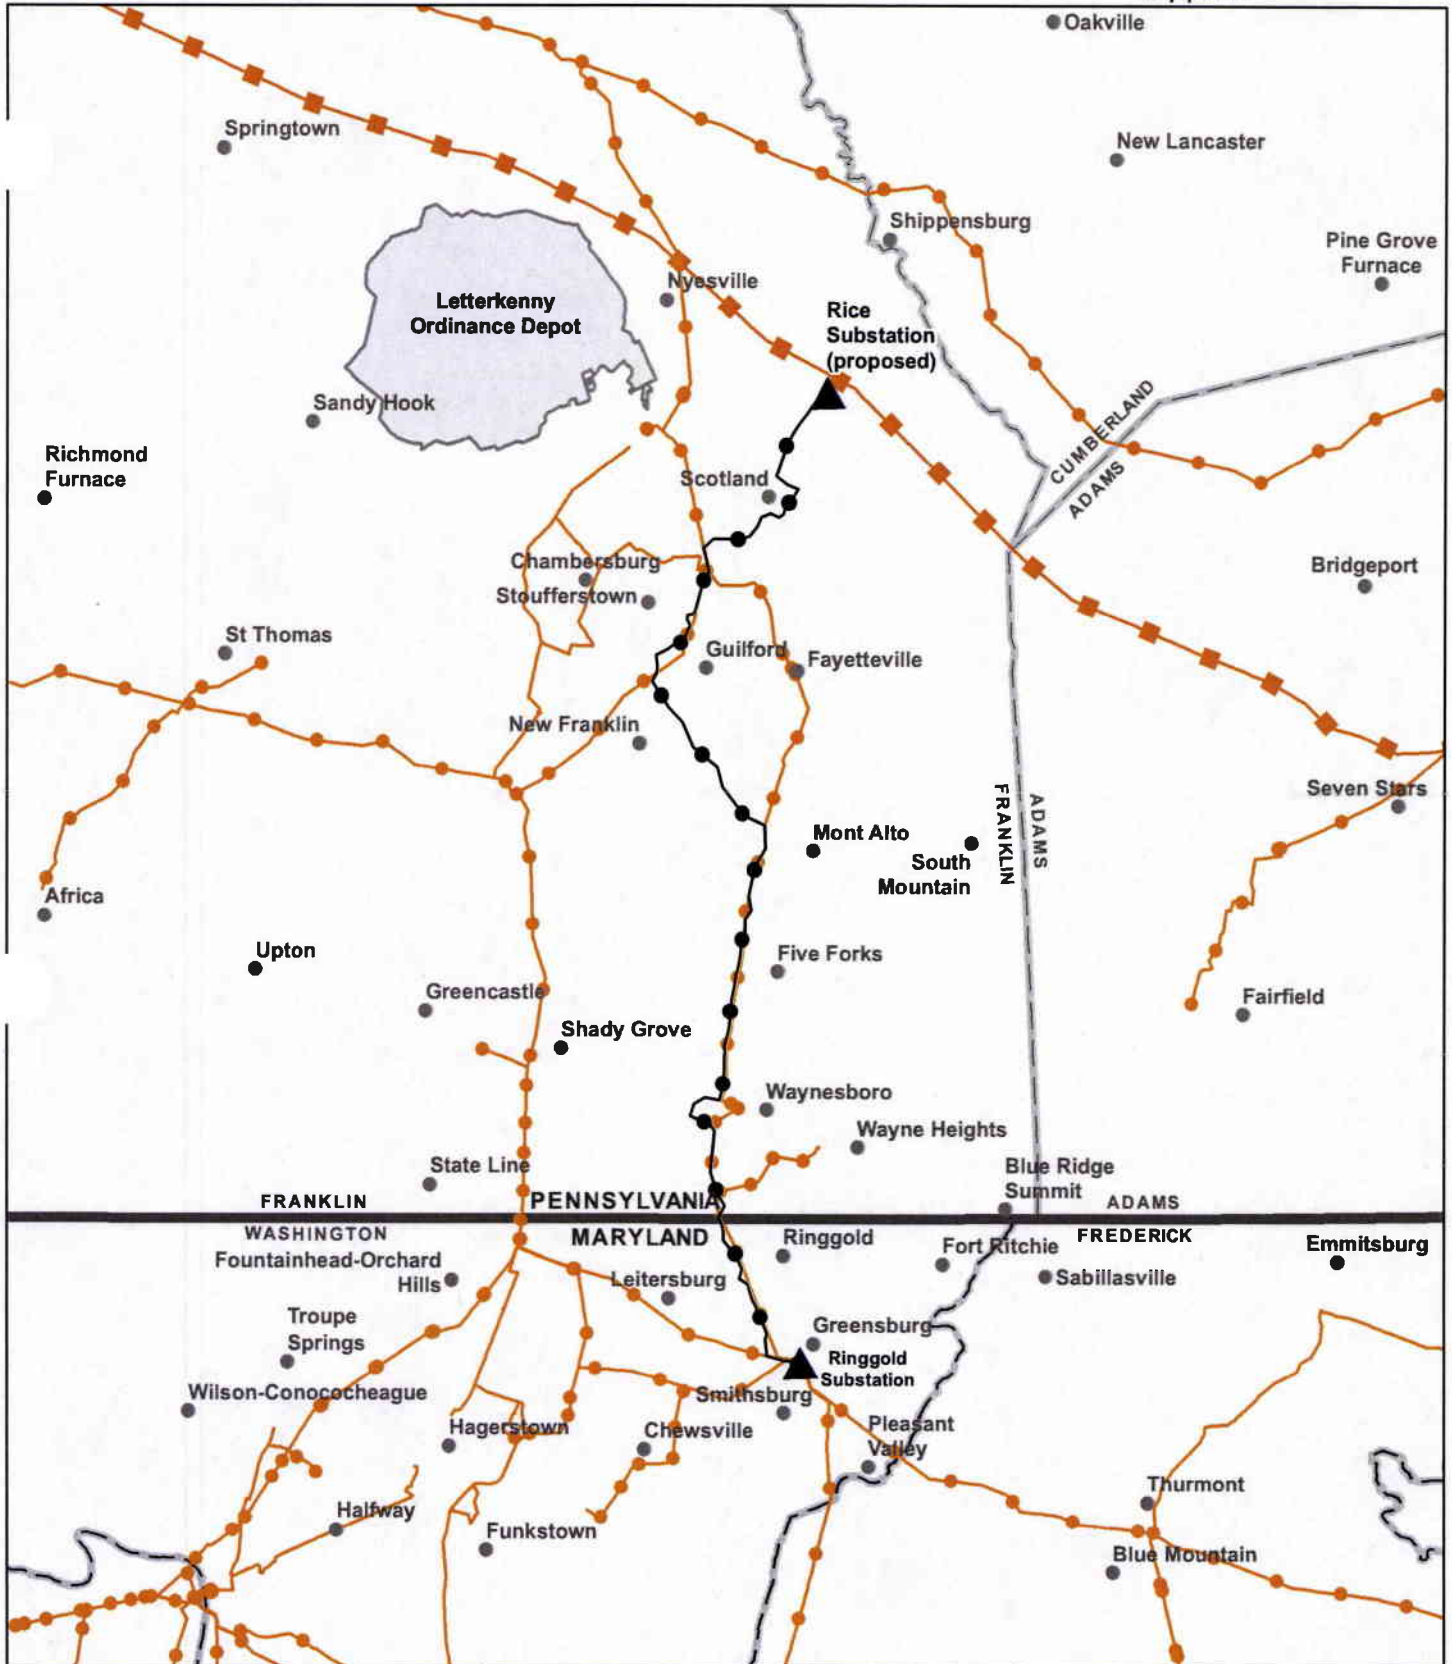 Oakville
Springtown
New Lancaster
Shippensburg
Pine Grove
Furnace
Nyesville
Letterkenny
Ordinance Depot
Rice
Substation
(proposed)
Sandy Hook
CUMBERLAND
ADAMS
Richmond
Furnace
Scotland
Chambersburg
Stoufferstown
Bridgeport
St Thomas
Guilford
Fayetteville
New Franklin
Seven Stars
FRANKLIN
ADAMS
Mont Alto
South
Mountain
Africa
Upton
Five Forks
Greencastle
Fairfield
Shady Grove
Waynesboro
Wayne Heights
State Line
Blue Ridge
Summit
FRANKLIN
PENNSYLVANIA
ADAMS
WASHINGTON
MARYLAND
FREDERICK
Fountainhead-Orchard
Hills
Ringgold
Fort Ritchie
Emmitsburg
Sabillasville
Leitersburg
Troupe
Springs
Greensburg
Ringgold
Substation
Wilson-Conococheague
Smithsburg
Hagerstown
Chewsville
Pleasant
Valley
Thurmont
Halfway
Funkstown
Blue Mountain